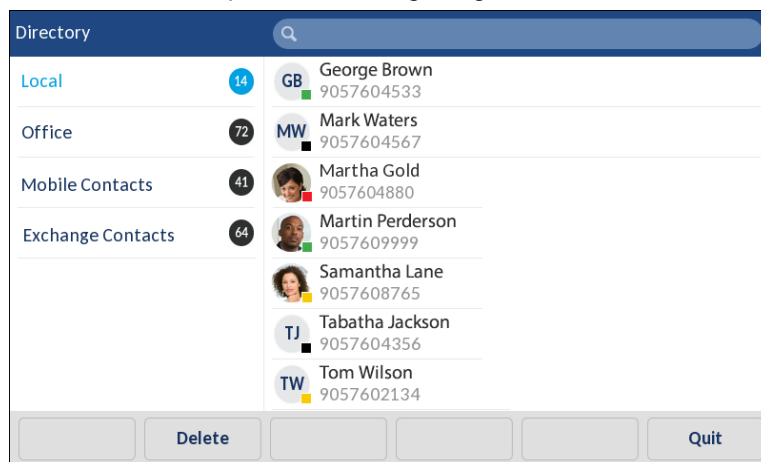 Directory
Local
14
Office
72
Mobile Contacts
41
Exchange Contacts
64
GB
George Brown
9057604533
MW
Mark Waters
9057604567
Martha Gold
9057604880
Martin Perderson
9057609999
Samantha Lane
9057608765
TJ
Tabatha Jackson
9057604356
TW
Tom Wilson
9057602134
Delete
Quit